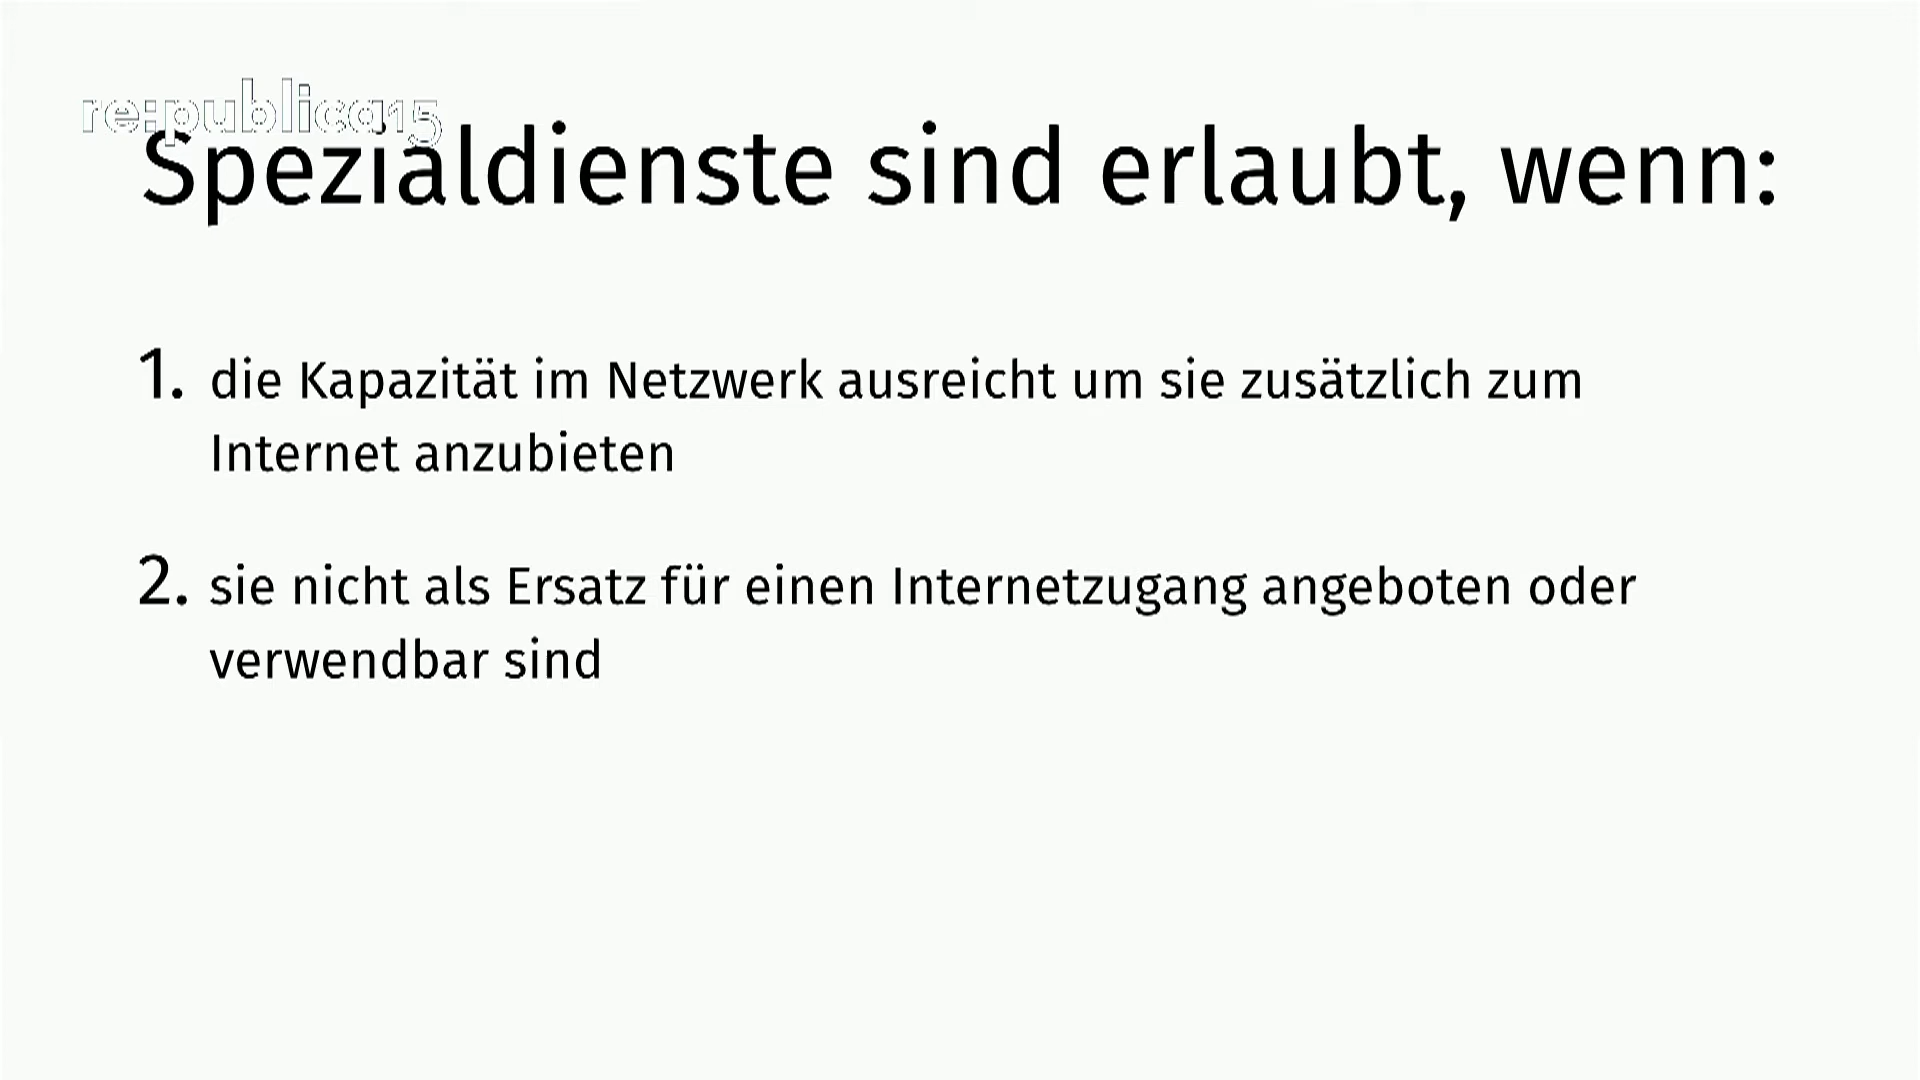 re:publica15
Spezialdienste sind erlaubt, wenn:
1. die Kapazität im Netzwerk ausreicht um sie zusätzlich zum
Internet anzubieten
2. sie nicht als Ersatz für einen Internetzugang angeboten oder
verwendbar sind